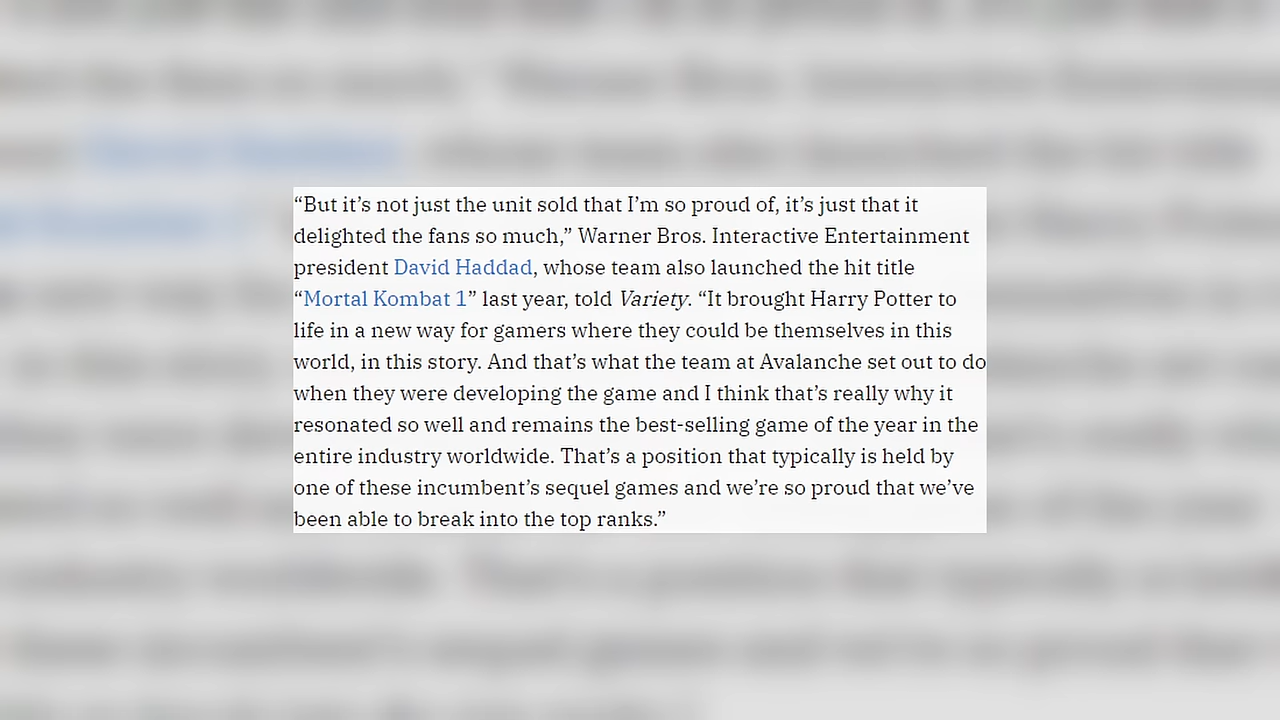 “But it’s not just the unit sold that I’m so proud of, it’s just that it
delighted the fans so much,” Warner Bros. Interactive Entertainment
president David Haddad, whose team also launched the hit title
“Mortal Kombat 1” last year, told Variety. “It brought Harry Potter to
life in a new way for gamers where they could be themselves in this
world, in this story. And that’s what the team at Avalanche set out to do
when they were developing the game and I think that’s really why it
resonated so well and remains the best-selling game of the year in the
entire industry worldwide. That’s a position that typically is held by
one of these incumbent’s sequel games and we’re so proud that we’ve
been able to break into the top ranks.”